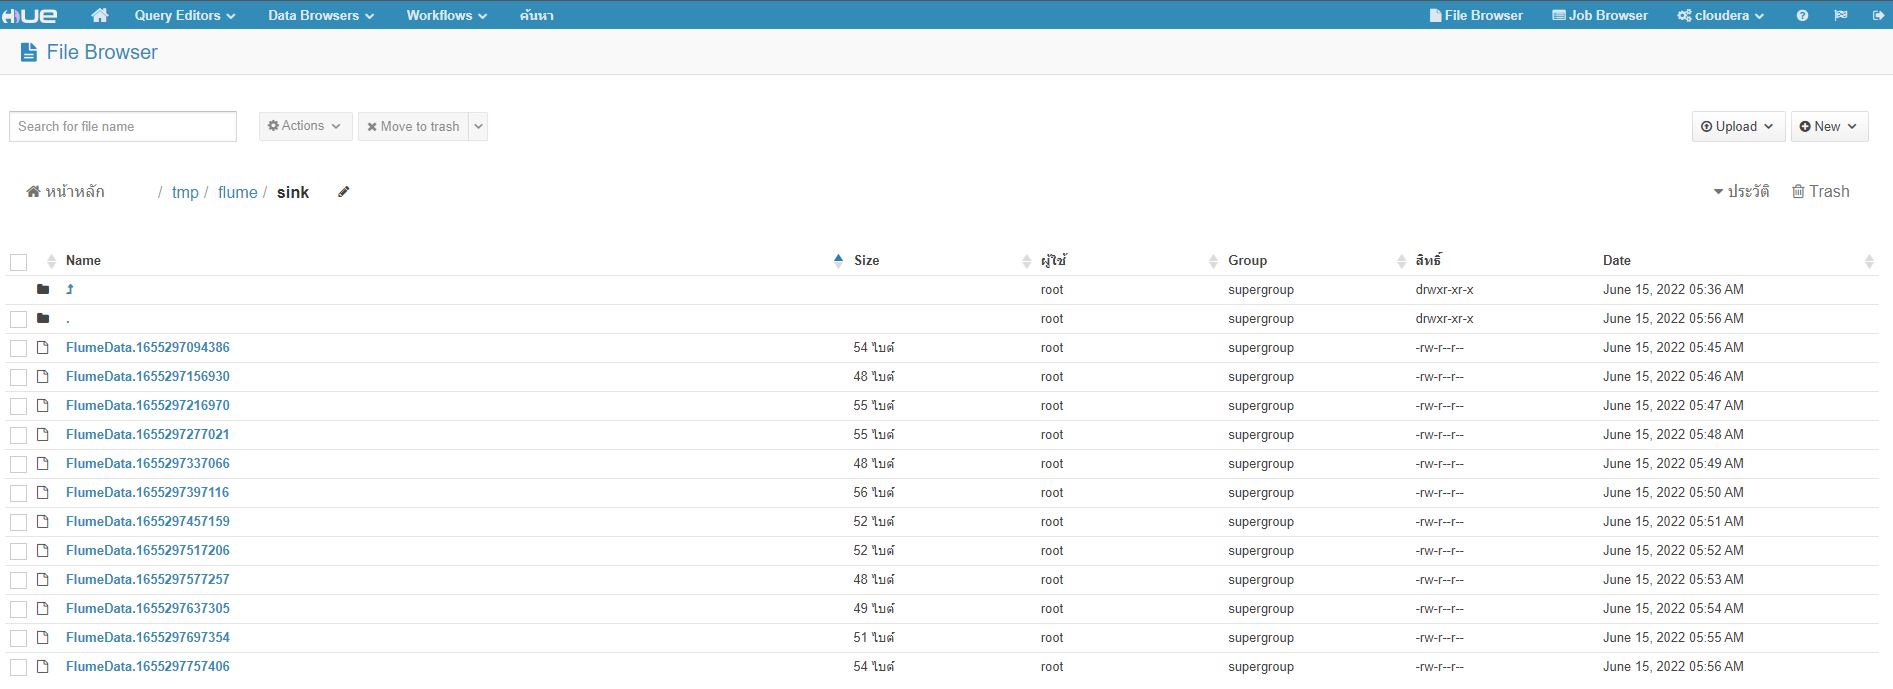 HUE Query Editors Data Browsers Workflows ค้นหา File Browser Job Browser cloudera
File Browser
Search for file name Actions Move to trash Upload New
หน้าหลัก / tmp / flume / sink ประวัติ Trash
Name Size ผู้ใช้ Group สิทธิ์ Date
root supergroup drwxr-xr-x June 15, 2022 05:36 AM
. root supergroup drwxr-xr-x June 15, 2022 05:56 AM
FlumeData.1655297094386 54 ไบต์ root supergroup -rw-r--r-- June 15, 2022 05:45 AM
FlumeData.1655297156930 48 ไบต์ root supergroup -rw-r--r-- June 15, 2022 05:46 AM
FlumeData.1655297216970 55 ไบต์ root supergroup -rw-r--r-- June 15, 2022 05:47 AM
FlumeData.1655297277021 55 ไบต์ root supergroup -rw-r--r-- June 15, 2022 05:48 AM
FlumeData.1655297337066 48 ไบต์ root supergroup -rw-r--r-- June 15, 2022 05:49 AM
FlumeData.1655297397116 56 ไบต์ root supergroup -rw-r--r-- June 15, 2022 05:50 AM
FlumeData.1655297457159 52 ไบต์ root supergroup -rw-r--r-- June 15, 2022 05:51 AM
FlumeData.1655297517206 52 ไบต์ root supergroup -rw-r--r-- June 15, 2022 05:52 AM
FlumeData.1655297577257 48 ไบต์ root supergroup -rw-r--r-- June 15, 2022 05:53 AM
FlumeData.1655297637305 49 ไบต์ root supergroup -rw-r--r-- June 15, 2022 05:54 AM
FlumeData.1655297697354 51 ไบต์ root supergroup -rw-r--r-- June 15, 2022 05:55 AM
FlumeData.1655297757406 54 ไบต์ root supergroup -rw-r--r-- June 15, 2022 05:56 AM